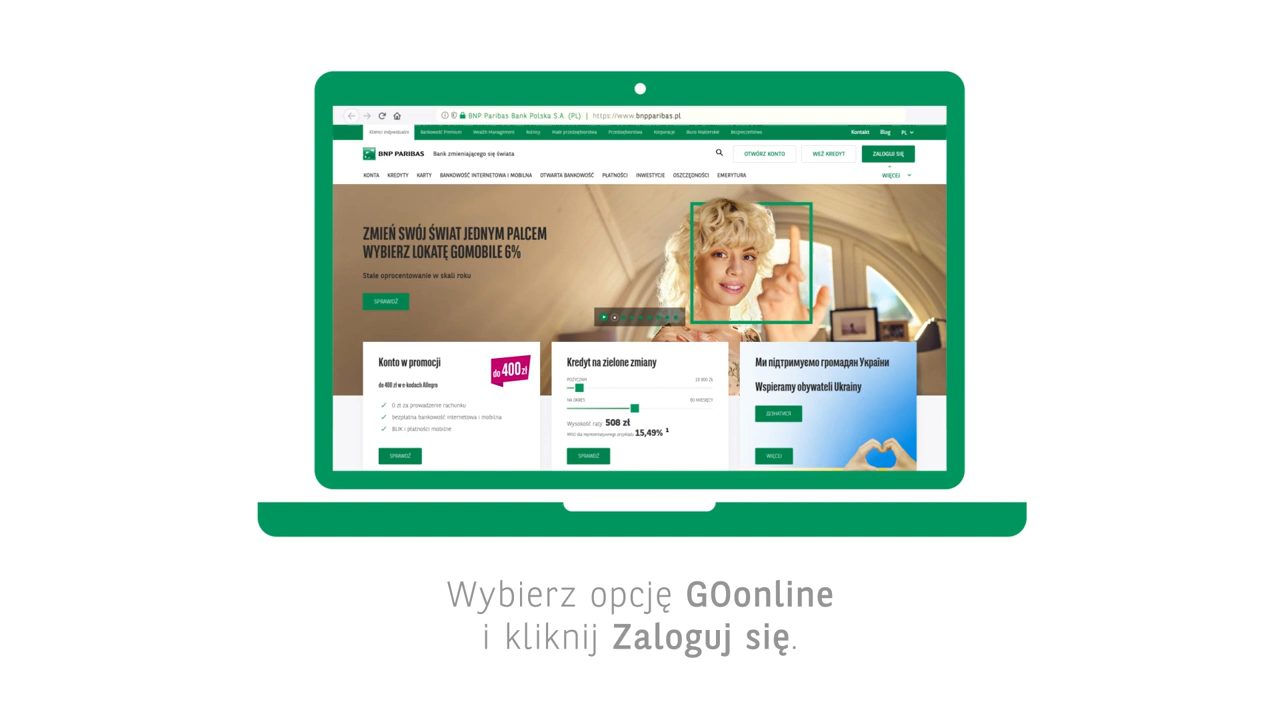 BNP Paribas Bank Polska S.A. (PL) | https://www.bnpparibas.pl
Klienci Indywidualni Bankowość Premium Wealth Management Rolnicy Małe przedsiębiorstwa Przedsiębiorstwa Korporacje Biuro Maklerskie Bezpieczeństwo Kontakt Blog PL
BNP PARIBAS Bank zmieniającego się świata OTWÓRZ KONTO WEŹ KREDYT ZALOGUJ SIĘ
KONTA KREDYTY KARTY BANKOWOŚĆ INTERNETOWA I MOBILNA OTWARTA BANKOWOŚĆ PŁATNOŚCI INWESTYCJE OSZCZĘDNOŚCI EMERYTURA WIĘCEJ
ZMIEŃ SWÓJ ŚWIAT JEDNYM PALCEM
WYBIERZ LOKATĘ GOMOBILE 6%
Stałe oprocentowanie w skali roku
SPRAWDŹ
Konto w promocji
do 400 zł
do 400 zł w e-kodach Allegro
0 zł za prowadzenie rachunku
bezpłatna bankowość internetowa i mobilna
BLIK i płatności mobilne
SPRAWDŹ
Kredyt na zielone zmiany
POŻYCZAM
NA OKRES
Wysokość raty: 508 zł
RRSO dla reprezentatywnego przykładu 15,49% 1
SPRAWDŹ
Ми підтримуємо громадян України
Wspieramy obywateli Ukrainy
ДІЗНАТИСЯ
WIĘCEJ
Wybierz opcję GOonline
i kliknij Zaloguj się.